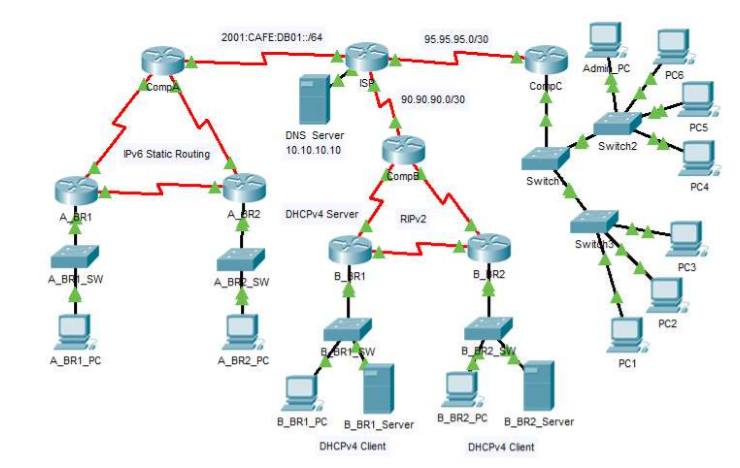 2001:CAFE:DB01::/64
95.95.95.0/30
CompA
ISP
CompC
Admin_PC
PC6
90.90.90.0/30
DNS Server
10.10.10.10
PC5
Switch2
IPv6 Static Routing
CompB
Switch
PC4
A_BR1
A_BR2
DHCPv4 Server
RIPv2
Switch3
PC3
A_BR1_SW
A_BR2_SW
B_BR1
B_BR2
PC2
A_BR1_PC
A_BR2_PC
B_BR1_SW
B_BR2_SW
PC1
B_BR1_PC
B_BR1_Server
B_BR2_PC
B_BR2_Server
DHCPv4 Client
DHCPv4 Client